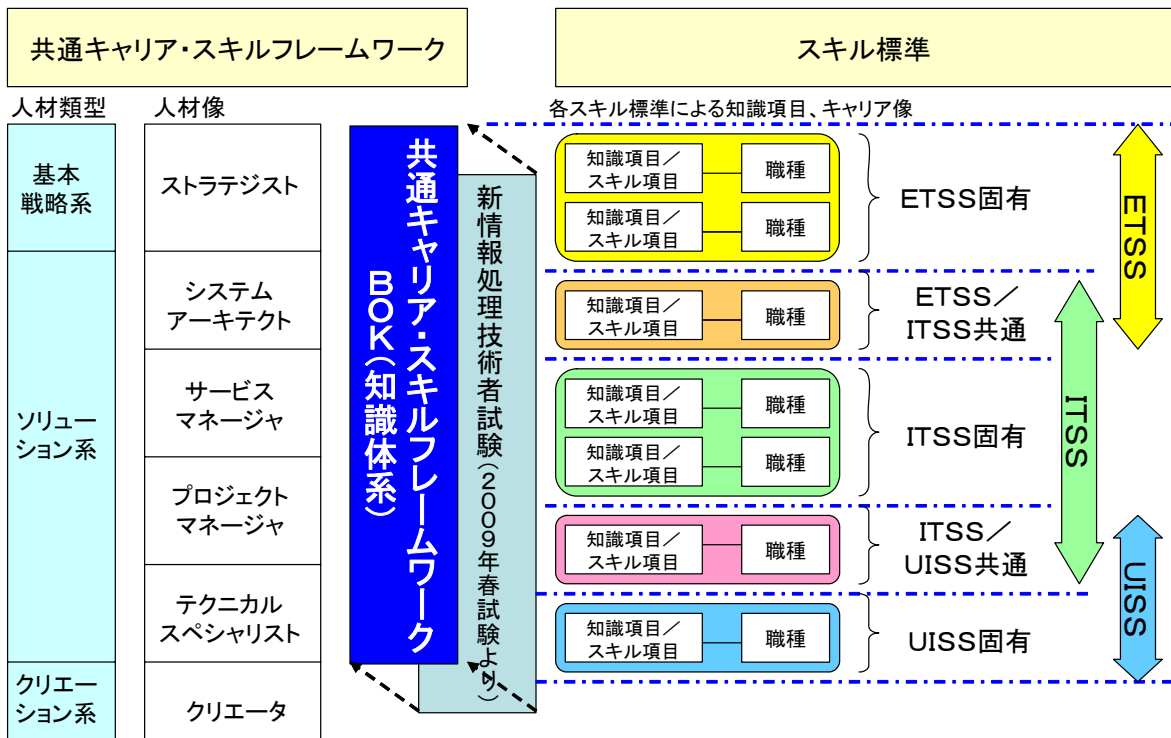 共通キャリア・スキルフレームワーク
スキル標準
人材類型
人材像
各スキル標準による知識項目、キャリア像
基本
戦略系
ソリュー
ション系
クリエー
ション系
ストラテジスト
システム
アーキテクト
サービス
マネージャ
プロジェクト
マネージャ
テクニカル
スペシャリスト
クリエータ
共通キャリア・スキルフレームワーク
BOK(知識体系)
新情報処理技術者試験(2009年春試験より)
知識項目/
スキル項目
職種
知識項目/
スキル項目
職種
ETSS固有
知識項目/
スキル項目
職種
ETSS/
ITSS共通
知識項目/
スキル項目
職種
知識項目/
スキル項目
職種
ITSS固有
知識項目/
スキル項目
職種
ITSS/
UISS共通
知識項目/
スキル項目
職種
UISS固有
ETSS
ITSS
UISS